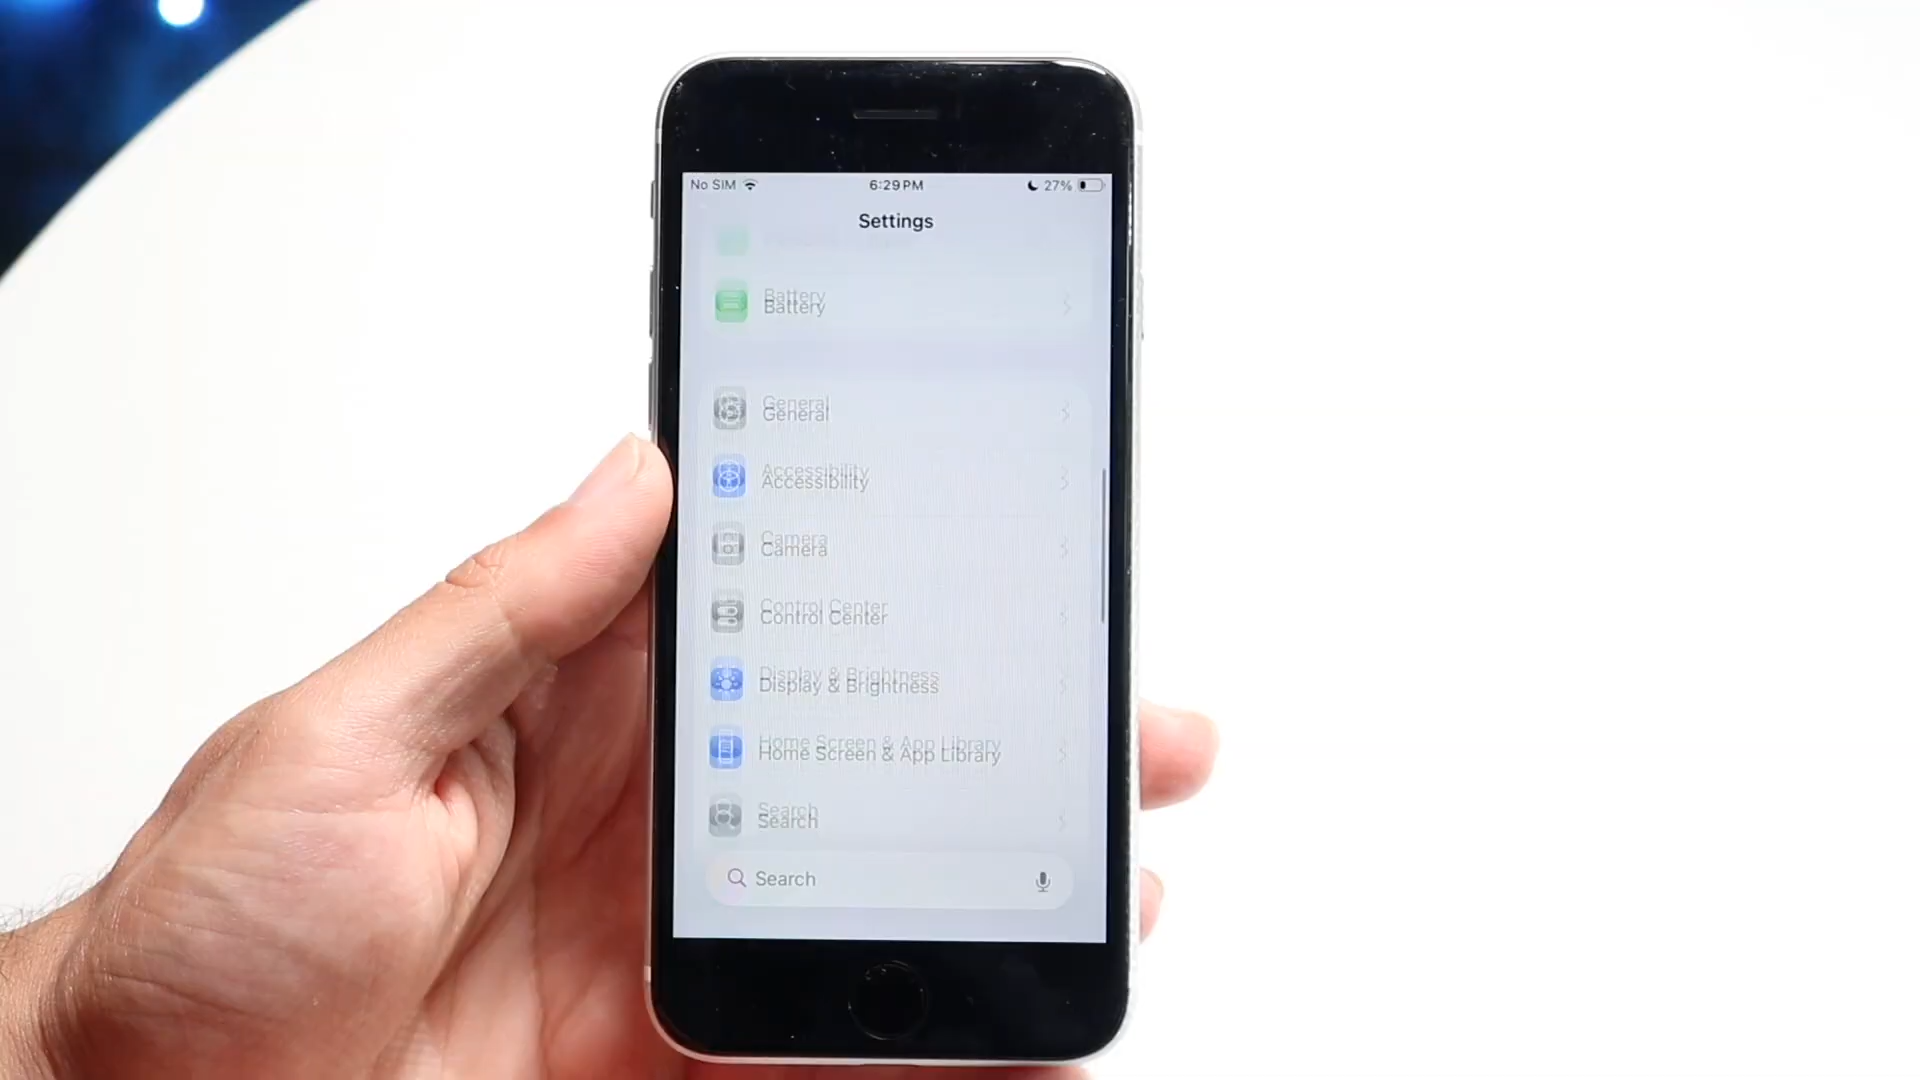 No SIM 6:29 PM 27%
Settings
Battery
General
Accessibility
Camera
Control Center
Display & Brightness
Home Screen & App Library
Search
Search